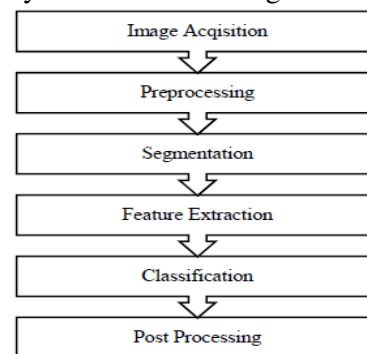 Image Acqisition
Preprocessing
Segmentation
Feature Extraction
Classification
Post Processing